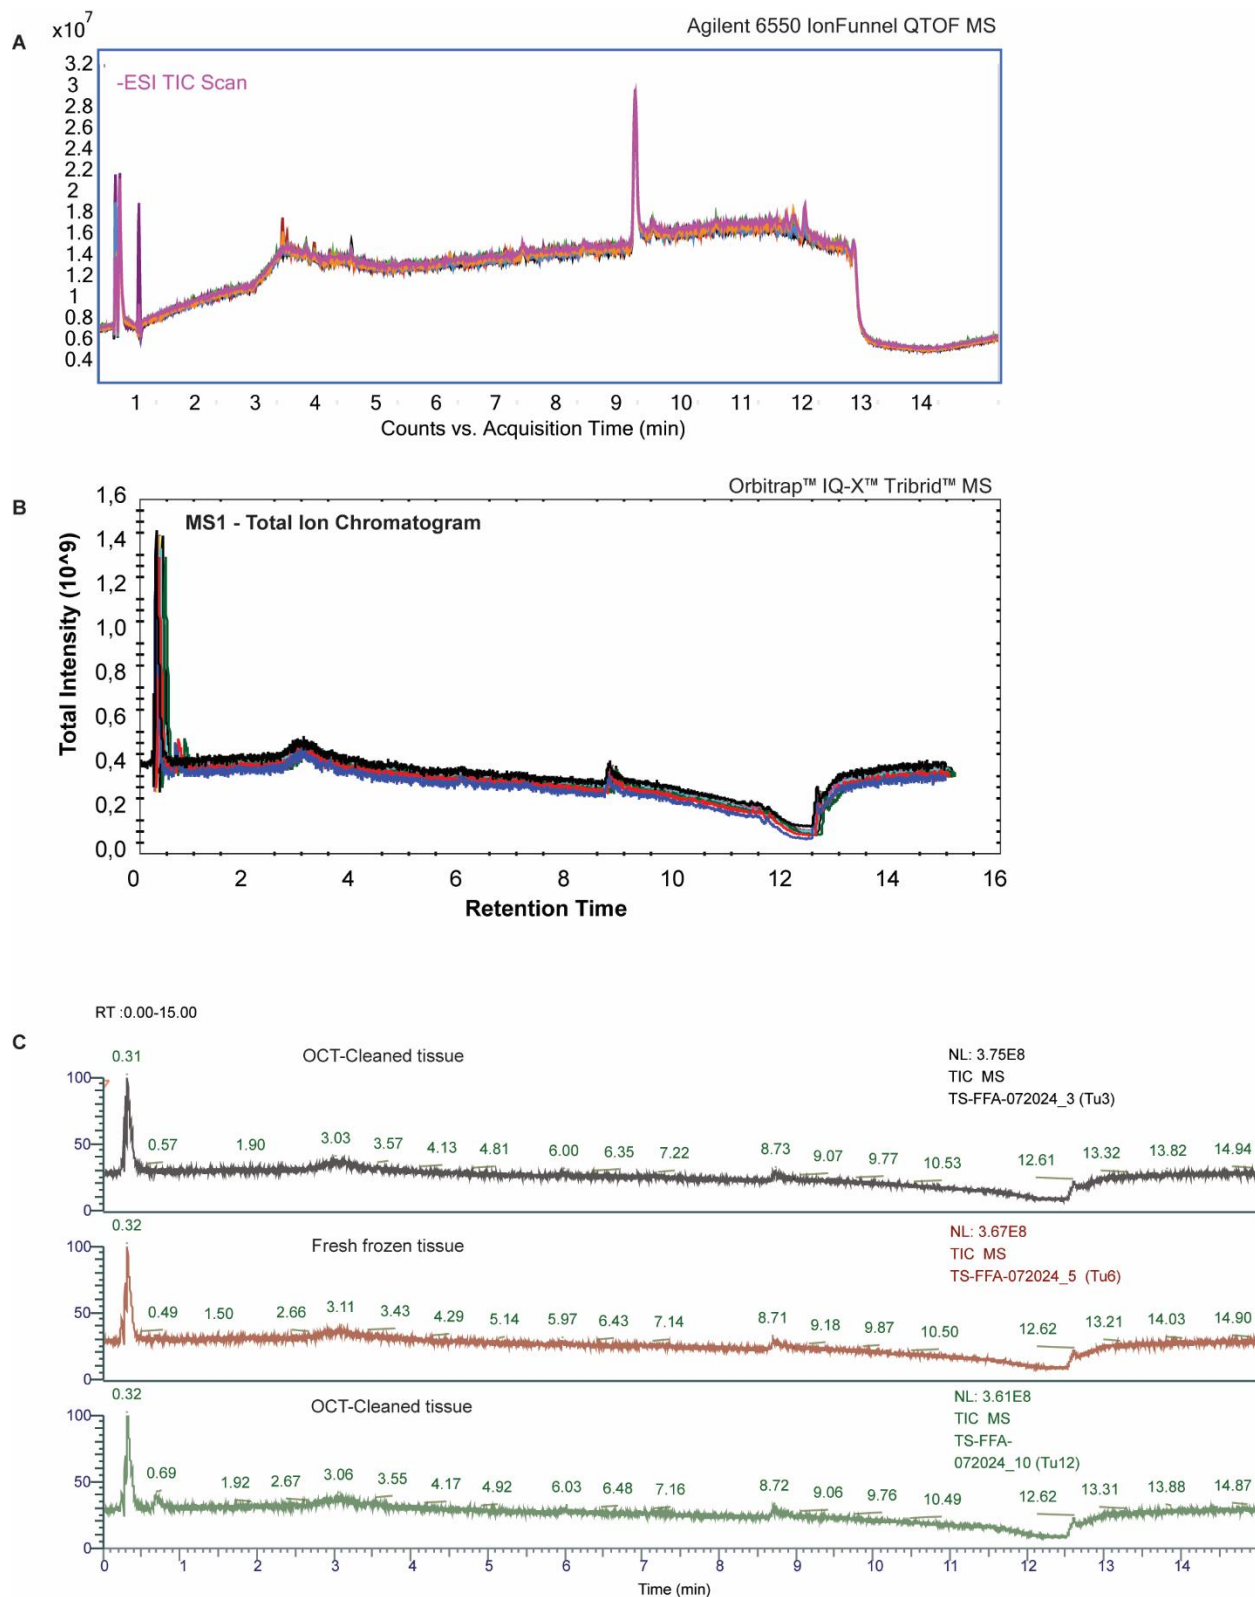 A
x10⁷
Agilent 6550 IonFunnel QTOF MS
-ESI TIC Scan
3.2
3
2.8
2.6
2.4
2.2
2
1.8
1.6
1.4
1.2
1
0.8
0.6
0.4
1 2 3 4 5 6 7 8 9 10 11 12 13 14
Counts vs. Acquisition Time (min)
B
Orbitrap™ IQ-X™ Tribrid™ MS
MS1 - Total Ion Chromatogram
Total Intensity (10^9)
1,6
1,4
1,2
1,0
0,8
0,6
0,4
0,2
0,0
0 2 4 6 8 10 12 14 16
Retention Time
RT :0.00-15.00
C
OCT-Cleaned tissue
NL: 3.75E8
TIC MS
TS-FFA-072024_3 (Tu3)
0.31
100
50
0
0.57 1.90 3.03 3.57 4.13 4.81 6.00 6.35 7.22 8.73 9.07 9.77 10.53 12.61 13.32 13.82 14.94
Fresh frozen tissue
NL: 3.67E8
TIC MS
TS-FFA-072024_5 (Tu6)
0.32
100
50
0
0.49 1.50 2.66 3.11 3.43 4.29 5.14 5.97 6.43 7.14 8.71 9.18 9.87 10.50 12.62 13.21 14.03 14.90
OCT-Cleaned tissue
NL: 3.61E8
TIC MS
TS-FFA-
072024_10 (Tu12)
0.32
100
50
0
0.69 1.92 2.67 3.06 3.55 4.17 4.92 6.03 6.48 7.16 8.72 9.06 9.76 10.49 12.62 13.31 13.88 14.87
0 1 2 3 4 5 6 7 8 9 10 11 12 13 14
Time (min)